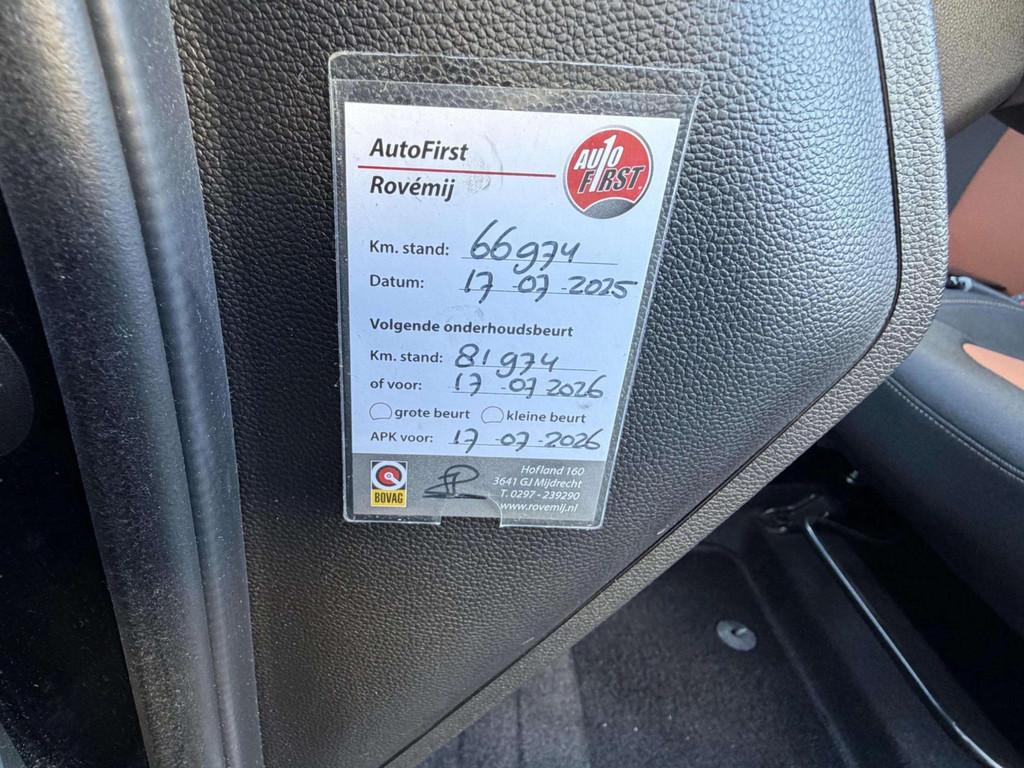 AutoFirst
Rovémij
AUTO FIRST
Km. stand: 66974
Datum: 17-07-2025
Volgende onderhoudsbeurt
Km. stand: 81974
of voor: 17-07 2026
grote beurt kleine beurt
APK voor: 17-07-2026
BOVAG
Hofland 160
3641 GJ Mijdrecht
T. 0297 - 239290
www.rovemij.nl